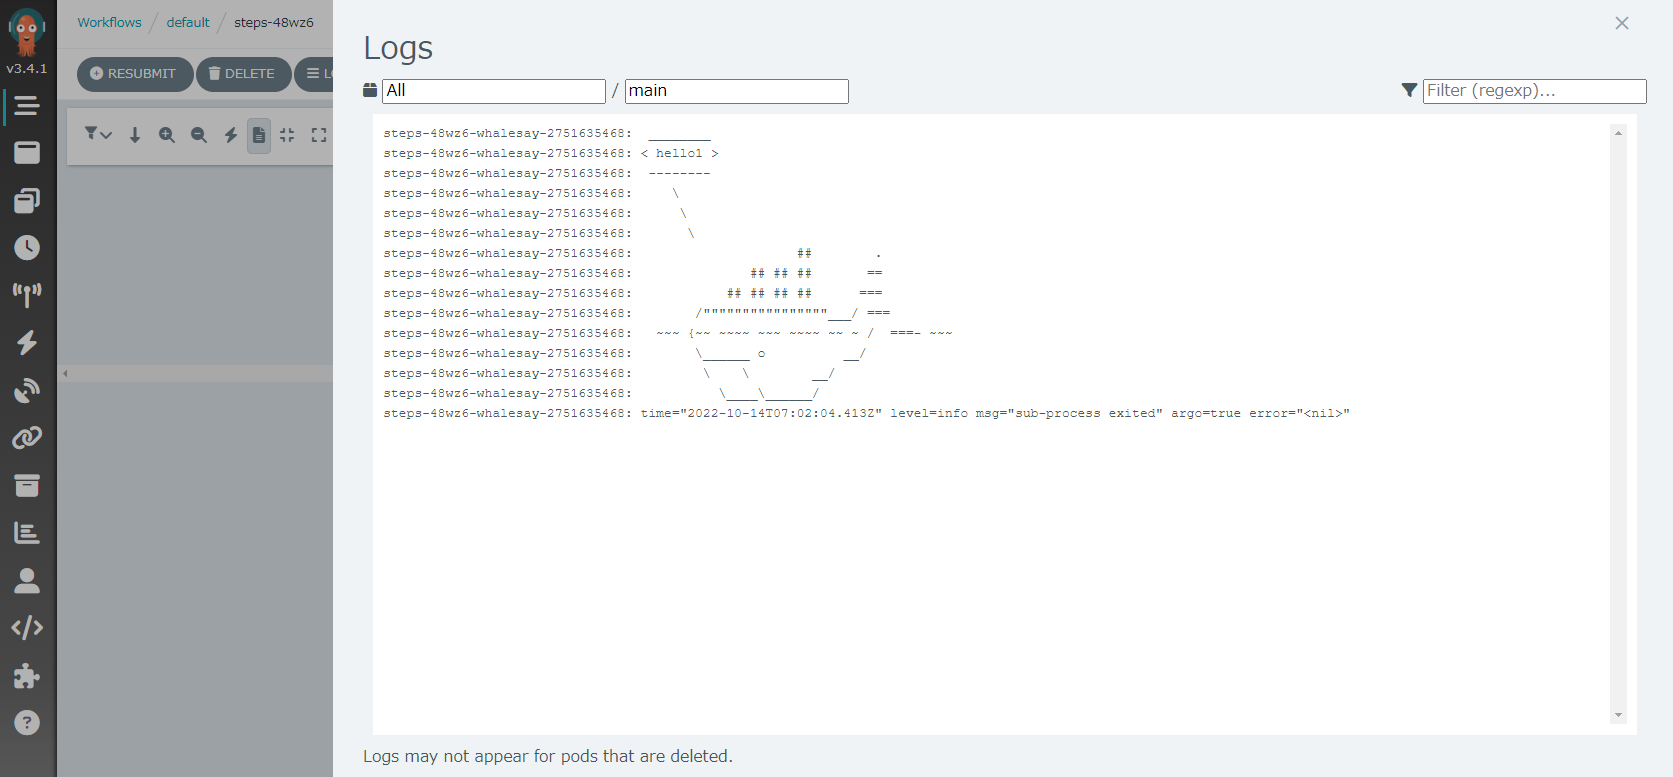 v3.4.1
Workflows / default / steps-48wz6
RESUBMIT DELETE
Logs
All / main Filter (regexp)...
steps-48wz6-whalesay-2751635468:  ________
steps-48wz6-whalesay-2751635468: < hello1 >
steps-48wz6-whalesay-2751635468:  --------
steps-48wz6-whalesay-2751635468:     \
steps-48wz6-whalesay-2751635468:      \
steps-48wz6-whalesay-2751635468:       \
steps-48wz6-whalesay-2751635468:                     ##        .
steps-48wz6-whalesay-2751635468:               ## ## ##       ==
steps-48wz6-whalesay-2751635468:            ## ## ## ##      ===
steps-48wz6-whalesay-2751635468:        /""""""""""""""""___/ ===
steps-48wz6-whalesay-2751635468:   ~~~ {~~ ~~~~ ~~~ ~~~~ ~~ ~ /  ===- ~~~
steps-48wz6-whalesay-2751635468:        \______ o          __/
steps-48wz6-whalesay-2751635468:         \    \        __/
steps-48wz6-whalesay-2751635468:           \____\______/
steps-48wz6-whalesay-2751635468: time="2022-10-14T07:02:04.413Z" level=info msg="sub-process exited" argo=true error="<nil>"
Logs may not appear for pods that are deleted.